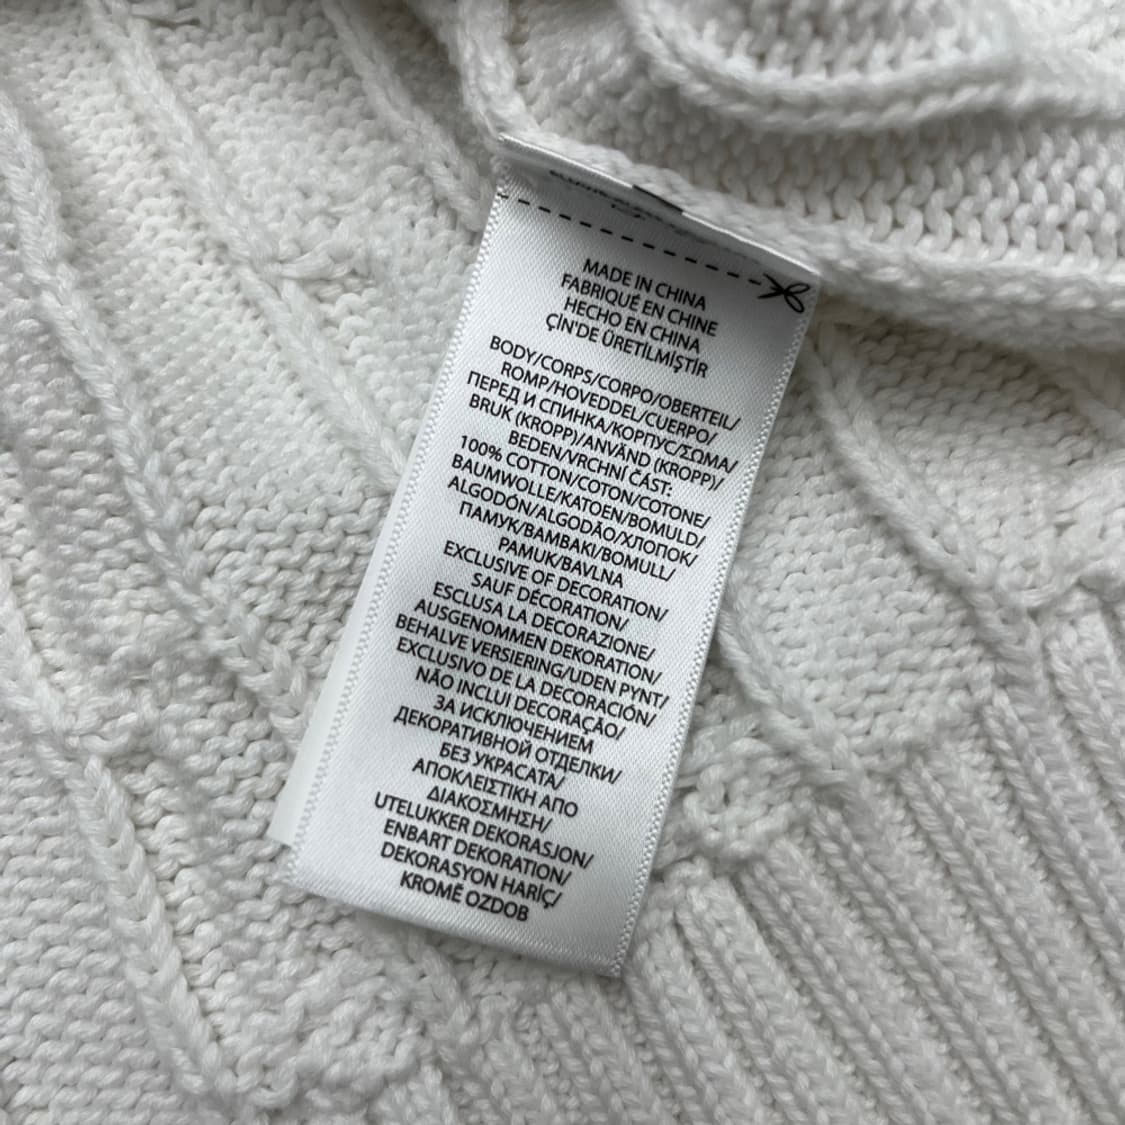 MADE IN CHINA
FABRIQUÉ EN CHINE
HECHO EN CHINA
ÇİN'DE ÜRETİLMİŞTİR
BODY/CORPS/CORPO/OBERTEIL/
ROMP/HOVEDDEL/CUERPO/
ПЕРЕД И СПИНКА/КОРПУС/ΣΩΜΑ/
BRUK (KROPP)/ANVÄND (KROPP)/
BEDEN/VRCHNÍ ČÁST:
100% COTTON/COTON/COTONE/
BAUMWOLLE/KATOEN/BOMULD/
ALGODÓN/ALGODÃO/ХЛОПОК/
ПАМУК/ΒΑΜΒΑΚΙ/BOMULL/
PAMUK/BAVLNA
EXCLUSIVE OF DECORATION/
SAUF DÉCORATION/
ESCLUSA LA DECORAZIONE/
AUSGENOMMEN DEKORATION/
BEHALVE VERSIERING/UDEN PYNT/
EXCLUSIVO DE LA DECORACIÓN/
NÃO INCLUI DECORAÇÃO/
ЗА ИСКЛЮЧЕНИЕМ
ДЕКОРАТИВНОЙ ОТДЕЛКИ/
БЕЗ УКРАСАТА/
ΑΠΟΚΛΕΙΣΤΙΚΗ ΑΠΟ
ΔΙΑΚΟΣΜΗΣΗ/
UTELUKKER DEKORASJON/
ENBART DEKORATION/
DEKORASYON HARİÇ/
KROMĚ OZDOB